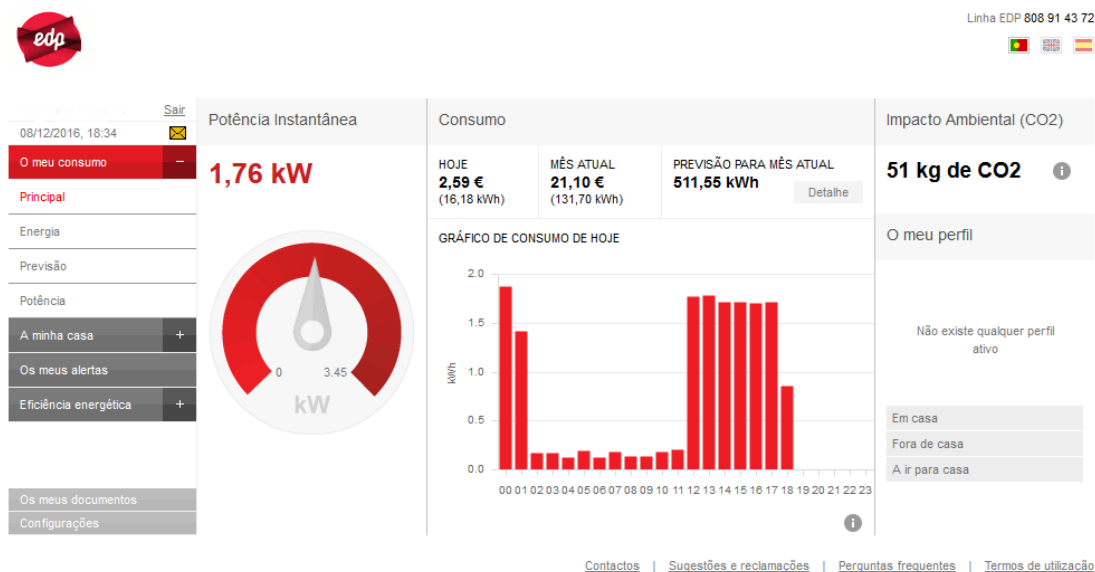 edp
Linha EDP 808 91 43 72
Sair
08/12/2016, 18:34
O meu consumo −
Principal
Energia
Previsão
Potência
A minha casa +
Os meus alertas
Eficiência energética +
Os meus documentos
Configurações
Potência Instantânea
1,76 kW
0 3.45
kW
Consumo
HOJE
2,59 €
(16,18 kWh)
MÊS ATUAL
21,10 €
(131,70 kWh)
PREVISÃO PARA MÊS ATUAL
511,55 kWh
Detalhe
GRÁFICO DE CONSUMO DE HOJE
kWh
2.0
1.5
1.0
0.5
0.0
00 01 02 03 04 05 06 07 08 09 10 11 12 13 14 15 16 17 18 19 20 21 22 23
i
Impacto Ambiental (CO2)
51 kg de CO2 i
O meu perfil
Não existe qualquer perfil
ativo
Em casa
Fora de casa
A ir para casa
Contactos | Sugestões e reclamações | Perguntas frequentes | Termos de utilização